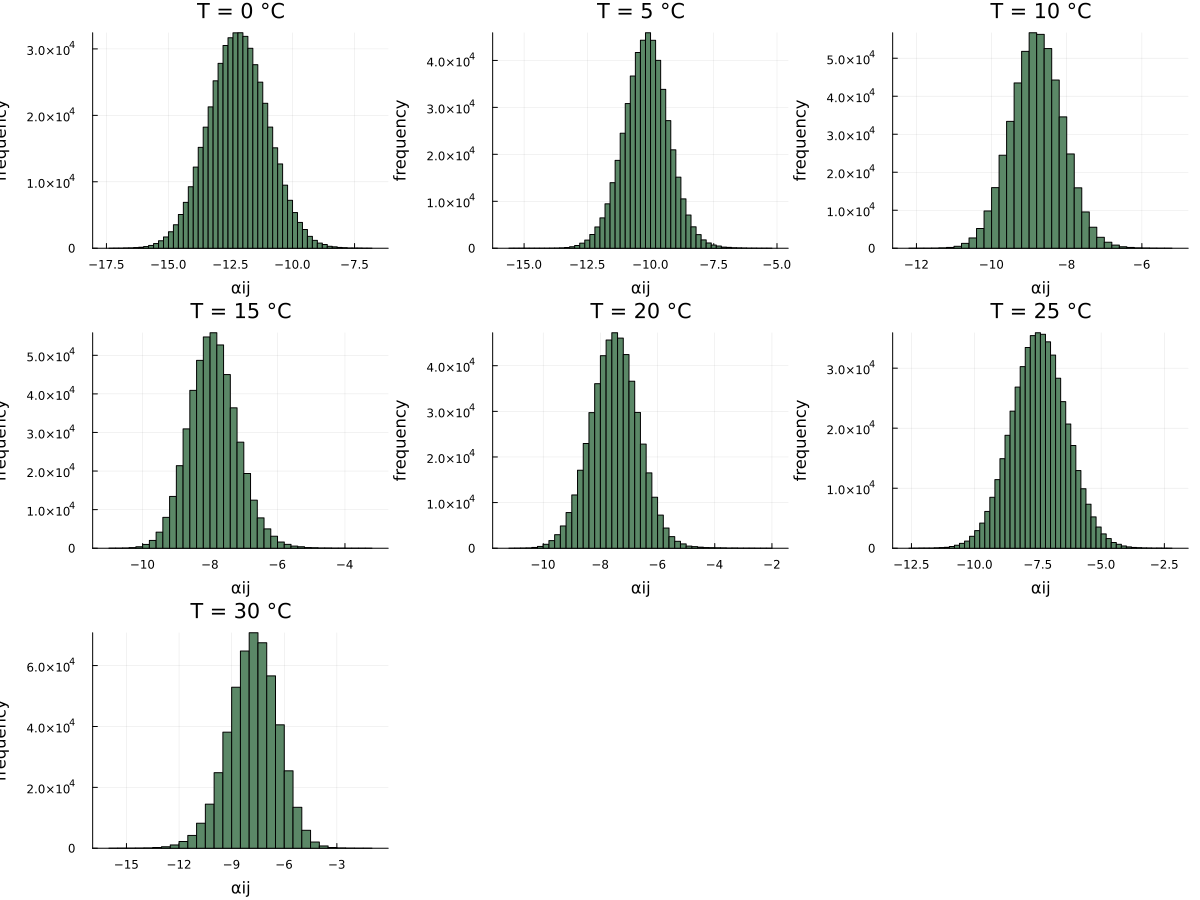 T = 0 °C
T = 5 °C
T = 10 °C
frequency
3.0×10⁴
2.0×10⁴
1.0×10⁴
0
−17.5 −15.0 −12.5 −10.0 −7.5
αij
frequency
4.0×10⁴
3.0×10⁴
2.0×10⁴
1.0×10⁴
0
−15.0 −12.5 −10.0 −7.5 −5.0
αij
frequency
5.0×10⁴
4.0×10⁴
3.0×10⁴
2.0×10⁴
1.0×10⁴
0
−12 −10 −8 −6
αij
T = 15 °C
T = 20 °C
T = 25 °C
frequency
5.0×10⁴
4.0×10⁴
3.0×10⁴
2.0×10⁴
1.0×10⁴
0
−10 −8 −6 −4
αij
frequency
4.0×10⁴
3.0×10⁴
2.0×10⁴
1.0×10⁴
0
−10 −8 −6 −4 −2
αij
frequency
3.0×10⁴
2.0×10⁴
1.0×10⁴
0
−12.5 −10.0 −7.5 −5.0 −2.5
αij
T = 30 °C
frequency
6.0×10⁴
4.0×10⁴
2.0×10⁴
0
−15 −12 −9 −6 −3
αij